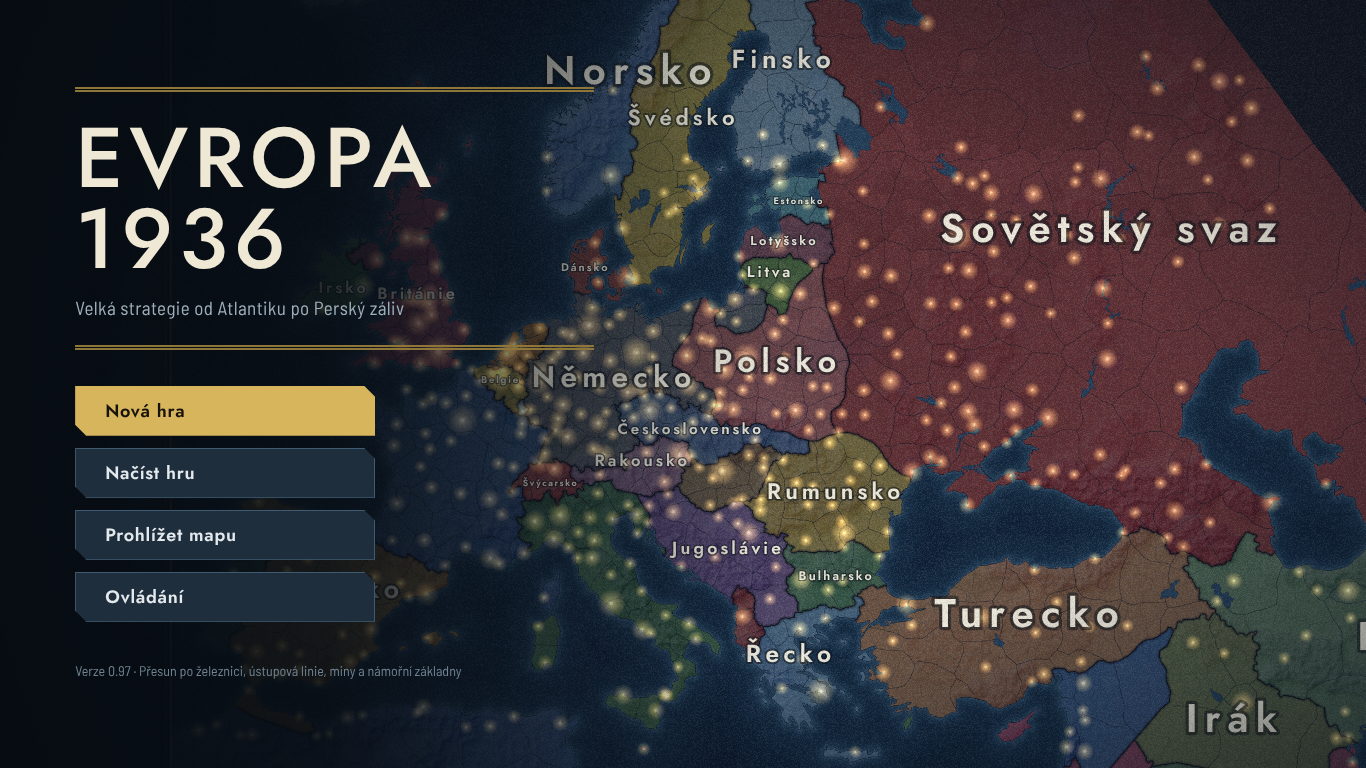 Norsko
Finsko
Švédsko
EVROPA
1936
Estonsko
Sovětský svaz
Lotyšsko
Dánsko
Litva
Irsko
Británie
Velká strategie od Atlantiku po Perský záliv
Polsko
Belgie
Německo
Nová hra
Československo
Rakousko
Načíst hru
Švýcarsko
Rumunsko
Prohlížet mapu
Jugoslávie
Bulharsko
Ovládání
Turecko
Řecko
Verze 0.97 · Přesun po železnici, ústupová linie, miny a námořní základny
Irák